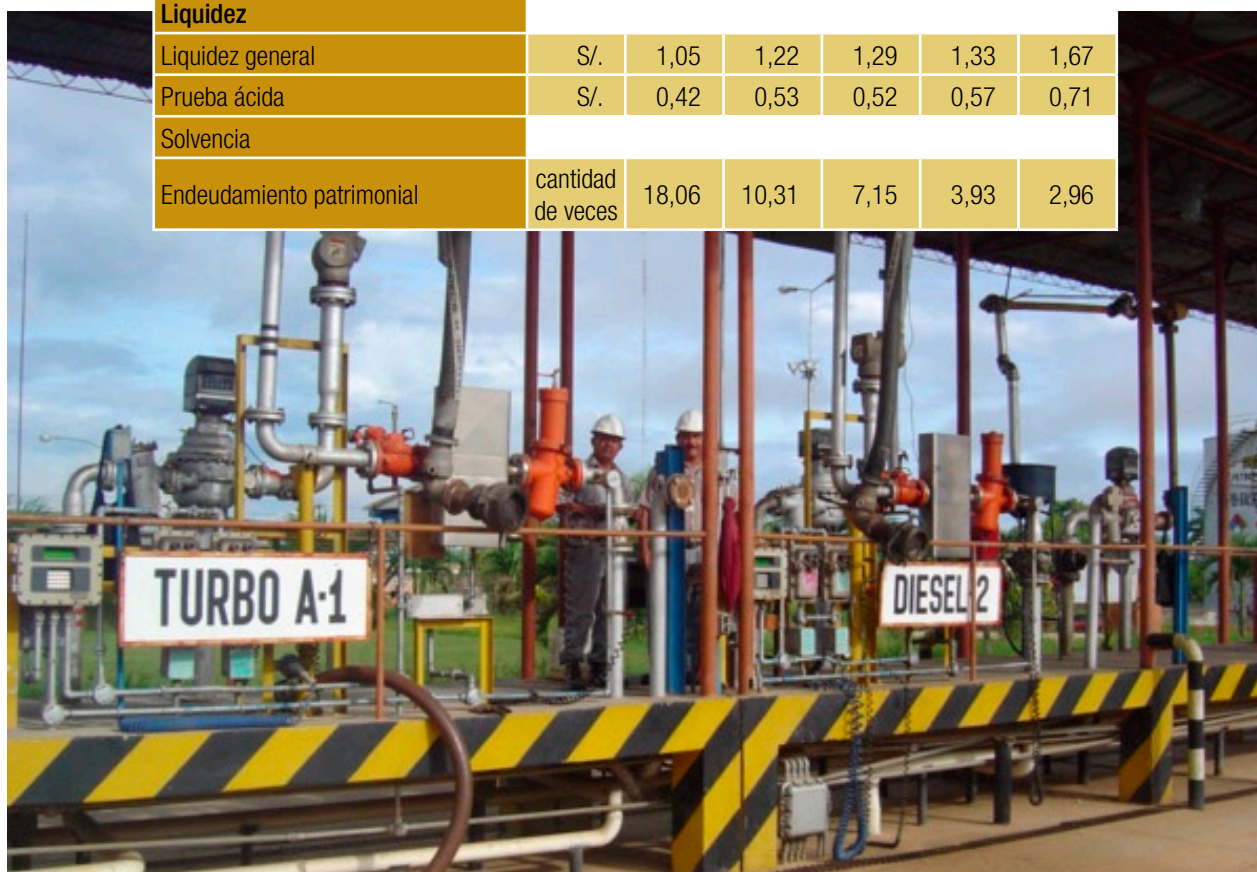 Liquidez
Liquidez general S/. 1,05 1,22 1,29 1,33 1,67
Prueba ácida S/. 0,42 0,53 0,52 0,57 0,71
Solvencia
Endeudamiento patrimonial cantidad de veces 18,06 10,31 7,15 3,93 2,96
TURBO A-1
DIESEL-2